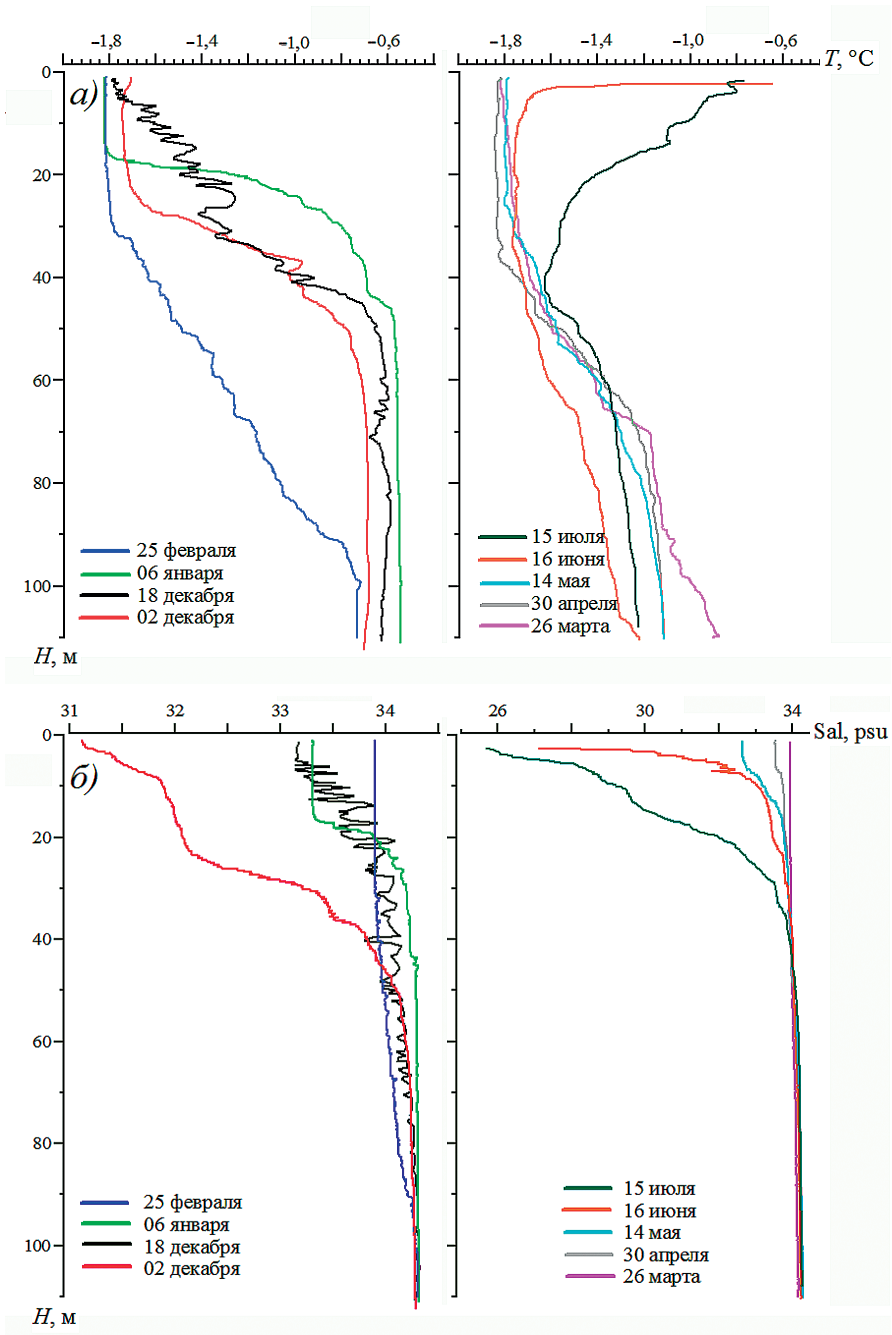 –1,8 –1,4 –1,0 –0,6 –1,8 –1,4 –1,0 –0,6 T, °C
0
а)
20
40
60
80
100
H, м
25 февраля
06 января
18 декабря
02 декабря
15 июля
16 июня
14 мая
30 апреля
26 марта
31 32 33 34 26 30 34
Sal, psu
0
б)
20
40
60
80
100
H, м
25 февраля
06 января
18 декабря
02 декабря
15 июля
16 июня
14 мая
30 апреля
26 марта